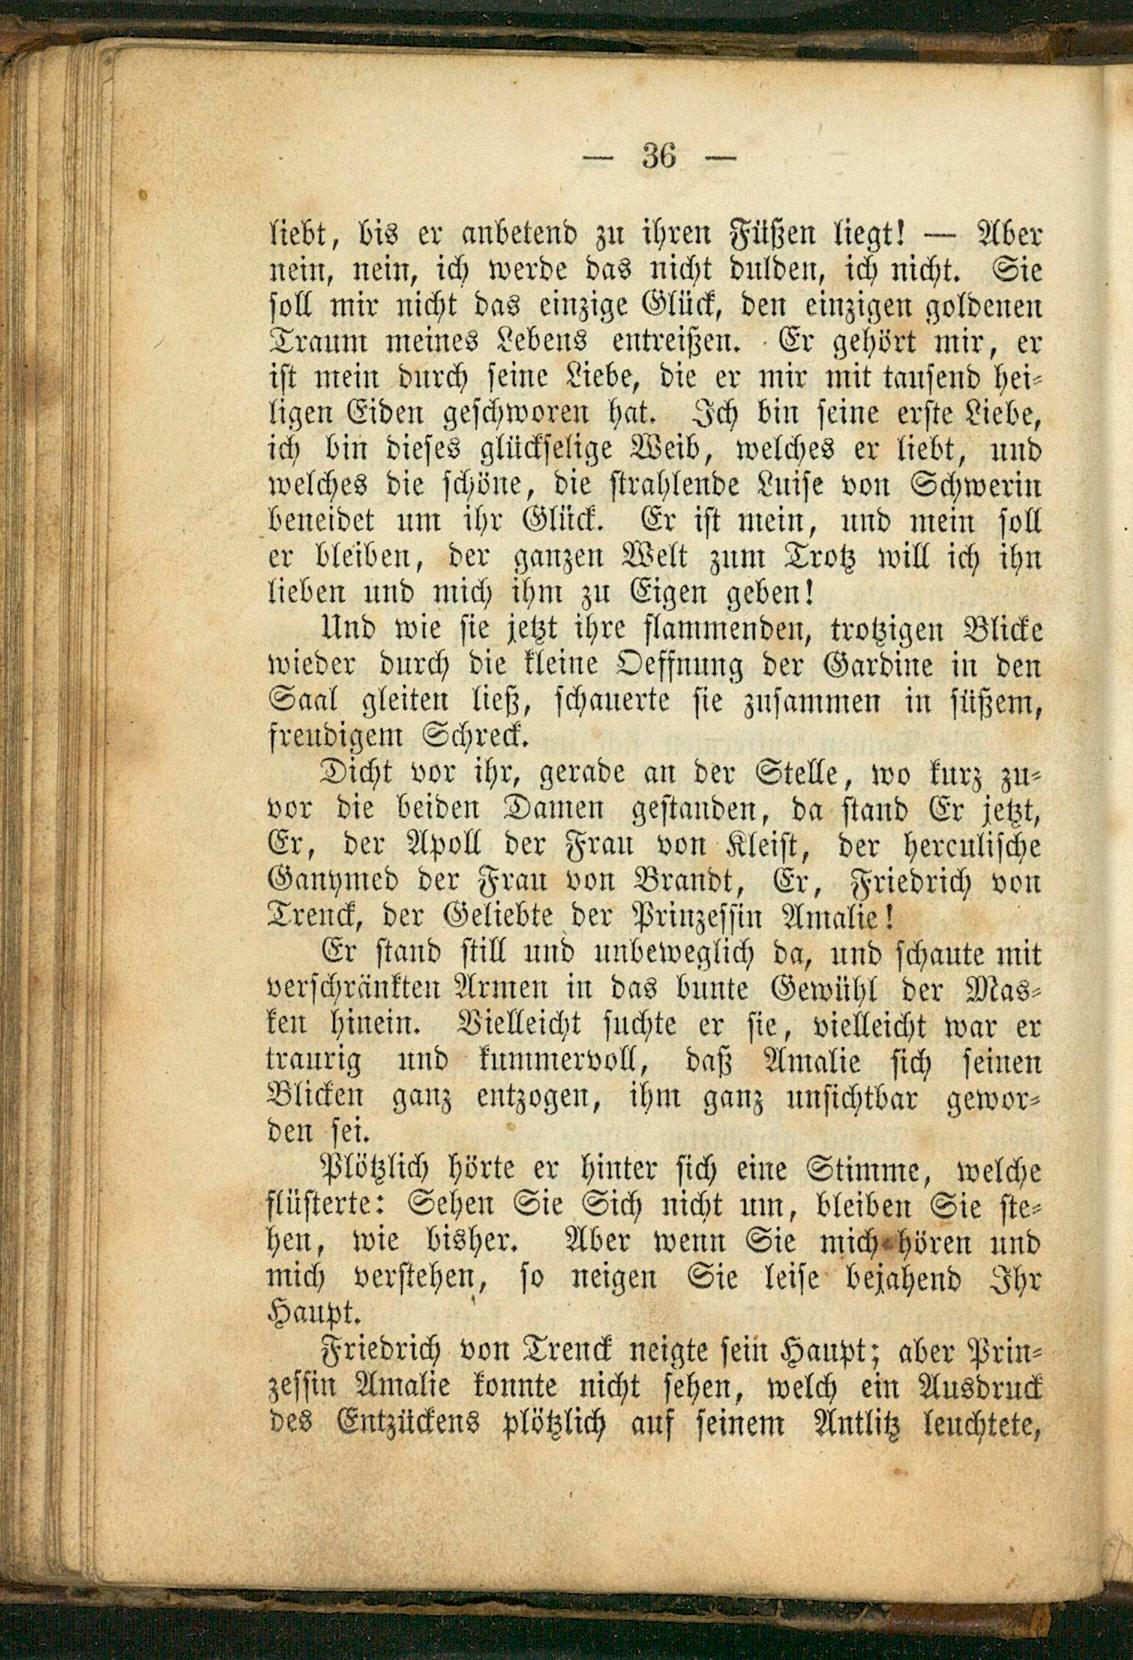 — 36 —
liebt, bis er anbetend zu ihren Füßen liegt! — Aber
nein, nein, ich werde das nicht dulden, ich nicht. Sie
soll mir nicht das einzige Glück, den einzigen goldenen
Traum meines Lebens entreißen. Er gehört mir, er
ist mein durch seine Liebe, die er mir mit tausend hei-
ligen Eiden geschworen hat. Ich bin seine erste Liebe,
ich bin dieses glückselige Weib, welches er liebt, und
welches die schöne, die strahlende Luise von Schwerin
beneidet um ihr Glück. Er ist mein, und mein soll
er bleiben, der ganzen Welt zum Trotz will ich ihn
lieben und mich ihm zu Eigen geben!
Und wie sie jetzt ihre flammenden, trotzigen Blicke
wieder durch die kleine Oeffnung der Gardine in den
Saal gleiten ließ, schauerte sie zusammen in süßem,
freudigem Schreck.
Dicht vor ihr, gerade an der Stelle, wo kurz zu-
vor die beiden Damen gestanden, da stand Er jetzt,
Er, der Apoll der Frau von Kleist, der herculische
Ganymed der Frau von Brandt, Er, Friedrich von
Trenck, der Geliebte der Prinzessin Amalie!
Er stand still und unbeweglich da, und schaute mit
verschränkten Armen in das bunte Gewühl der Mas-
ken hinein. Vielleicht suchte er sie, vielleicht war er
traurig und kummervoll, daß Amalie sich seinen
Blicken ganz entzogen, ihm ganz unsichtbar gewor-
den sei.
Plötzlich hörte er hinter sich eine Stimme, welche
flüsterte: Sehen Sie Sich nicht um, bleiben Sie ste-
hen, wie bisher. Aber wenn Sie mich hören und
mich verstehen, so neigen Sie leise bejahend Ihr
Haupt.
Friedrich von Trenck neigte sein Haupt; aber Prin-
zessin Amalie konnte nicht sehen, welch ein Ausdruck
des Entzückens plötzlich auf seinem Antlitz leuchtete,